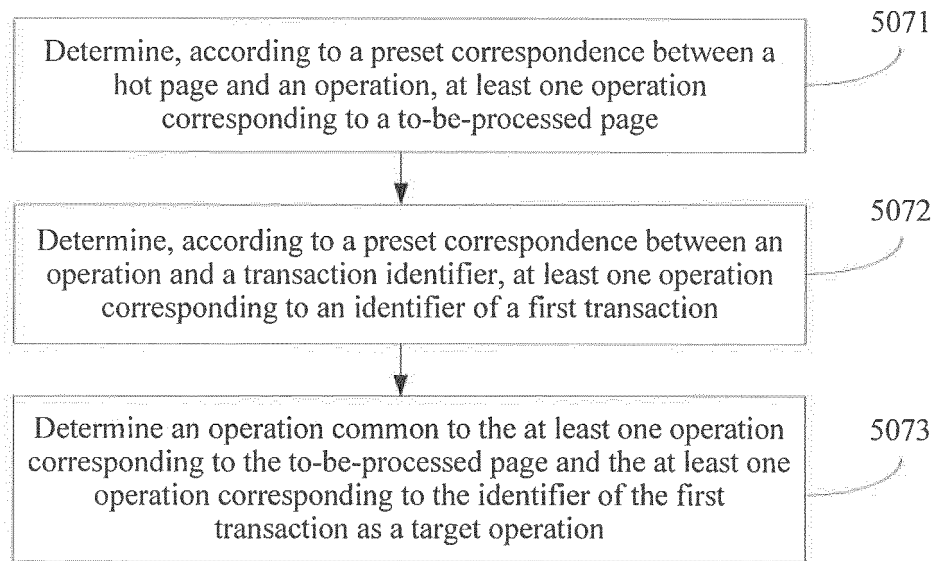 5071
Determine, according to a preset correspondence between a
hot page and an operation, at least one operation
corresponding to a to-be-processed page
5072
Determine, according to a preset correspondence between an
operation and a transaction identifier, at least one operation
corresponding to an identifier of a first transaction
5073
Determine an operation common to the at least one operation
corresponding to the to-be-processed page and the at least one
operation corresponding to the identifier of the first
transaction as a target operation